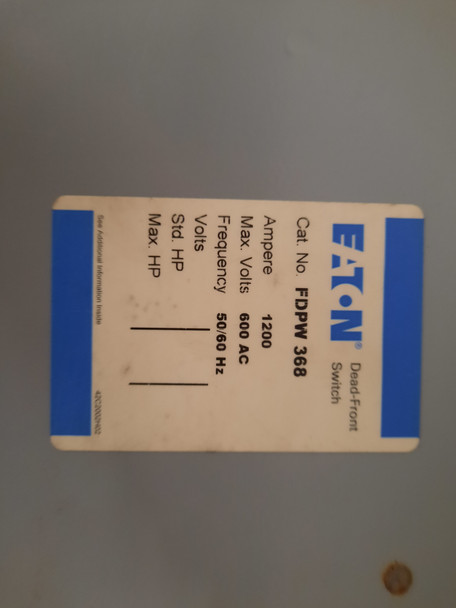 EATON® Dead-Front
Switch
Cat. No. FDPW 368
Ampere 1200
Max. Volts 600 AC
Frequency 50/60 Hz
Volts
Std. HP
Max. HP
See Additional Information Inside